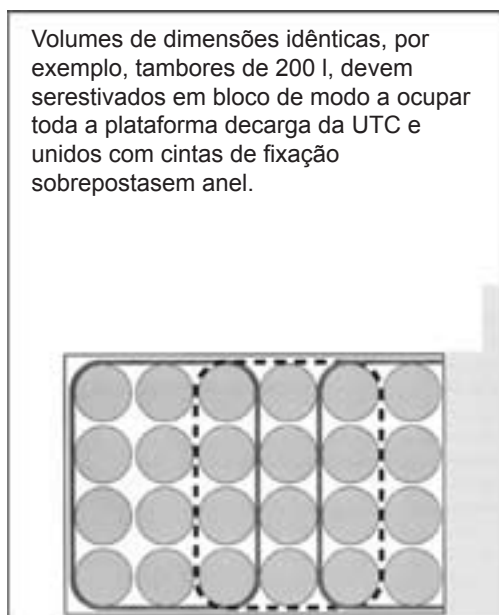 Volumes de dimensões idênticas, por
exemplo, tambores de 200 l, devem
serestivados em bloco de modo a ocupar
toda a plataforma decarga da UTC e
unidos com cintas de fixação
sobrepostasem anel.